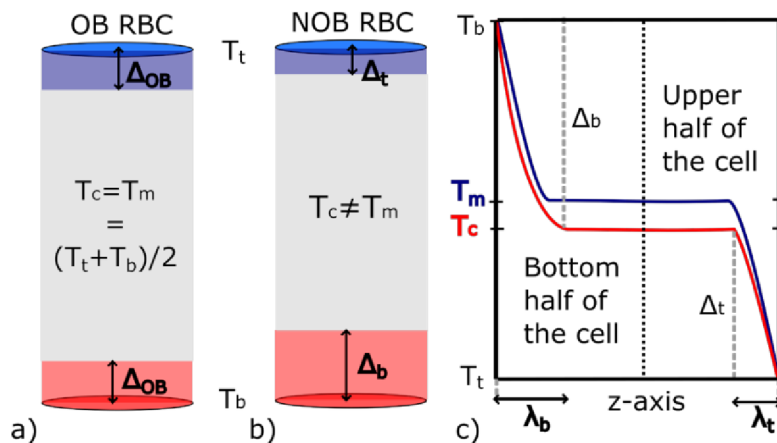 OB RBC
Δ_OB
T_c=T_m
=
(T_t+T_b)/2
Δ_OB
a)
NOB RBC
T_t
Δ_t
T_c≠T_m
Δ_b
T_b
b)
T_b
Δ_b
Upper
half of
the cell
T_m
T_c
Bottom
half of
the cell
Δ_t
T_t
λ_b
z-axis
λ_t
c)